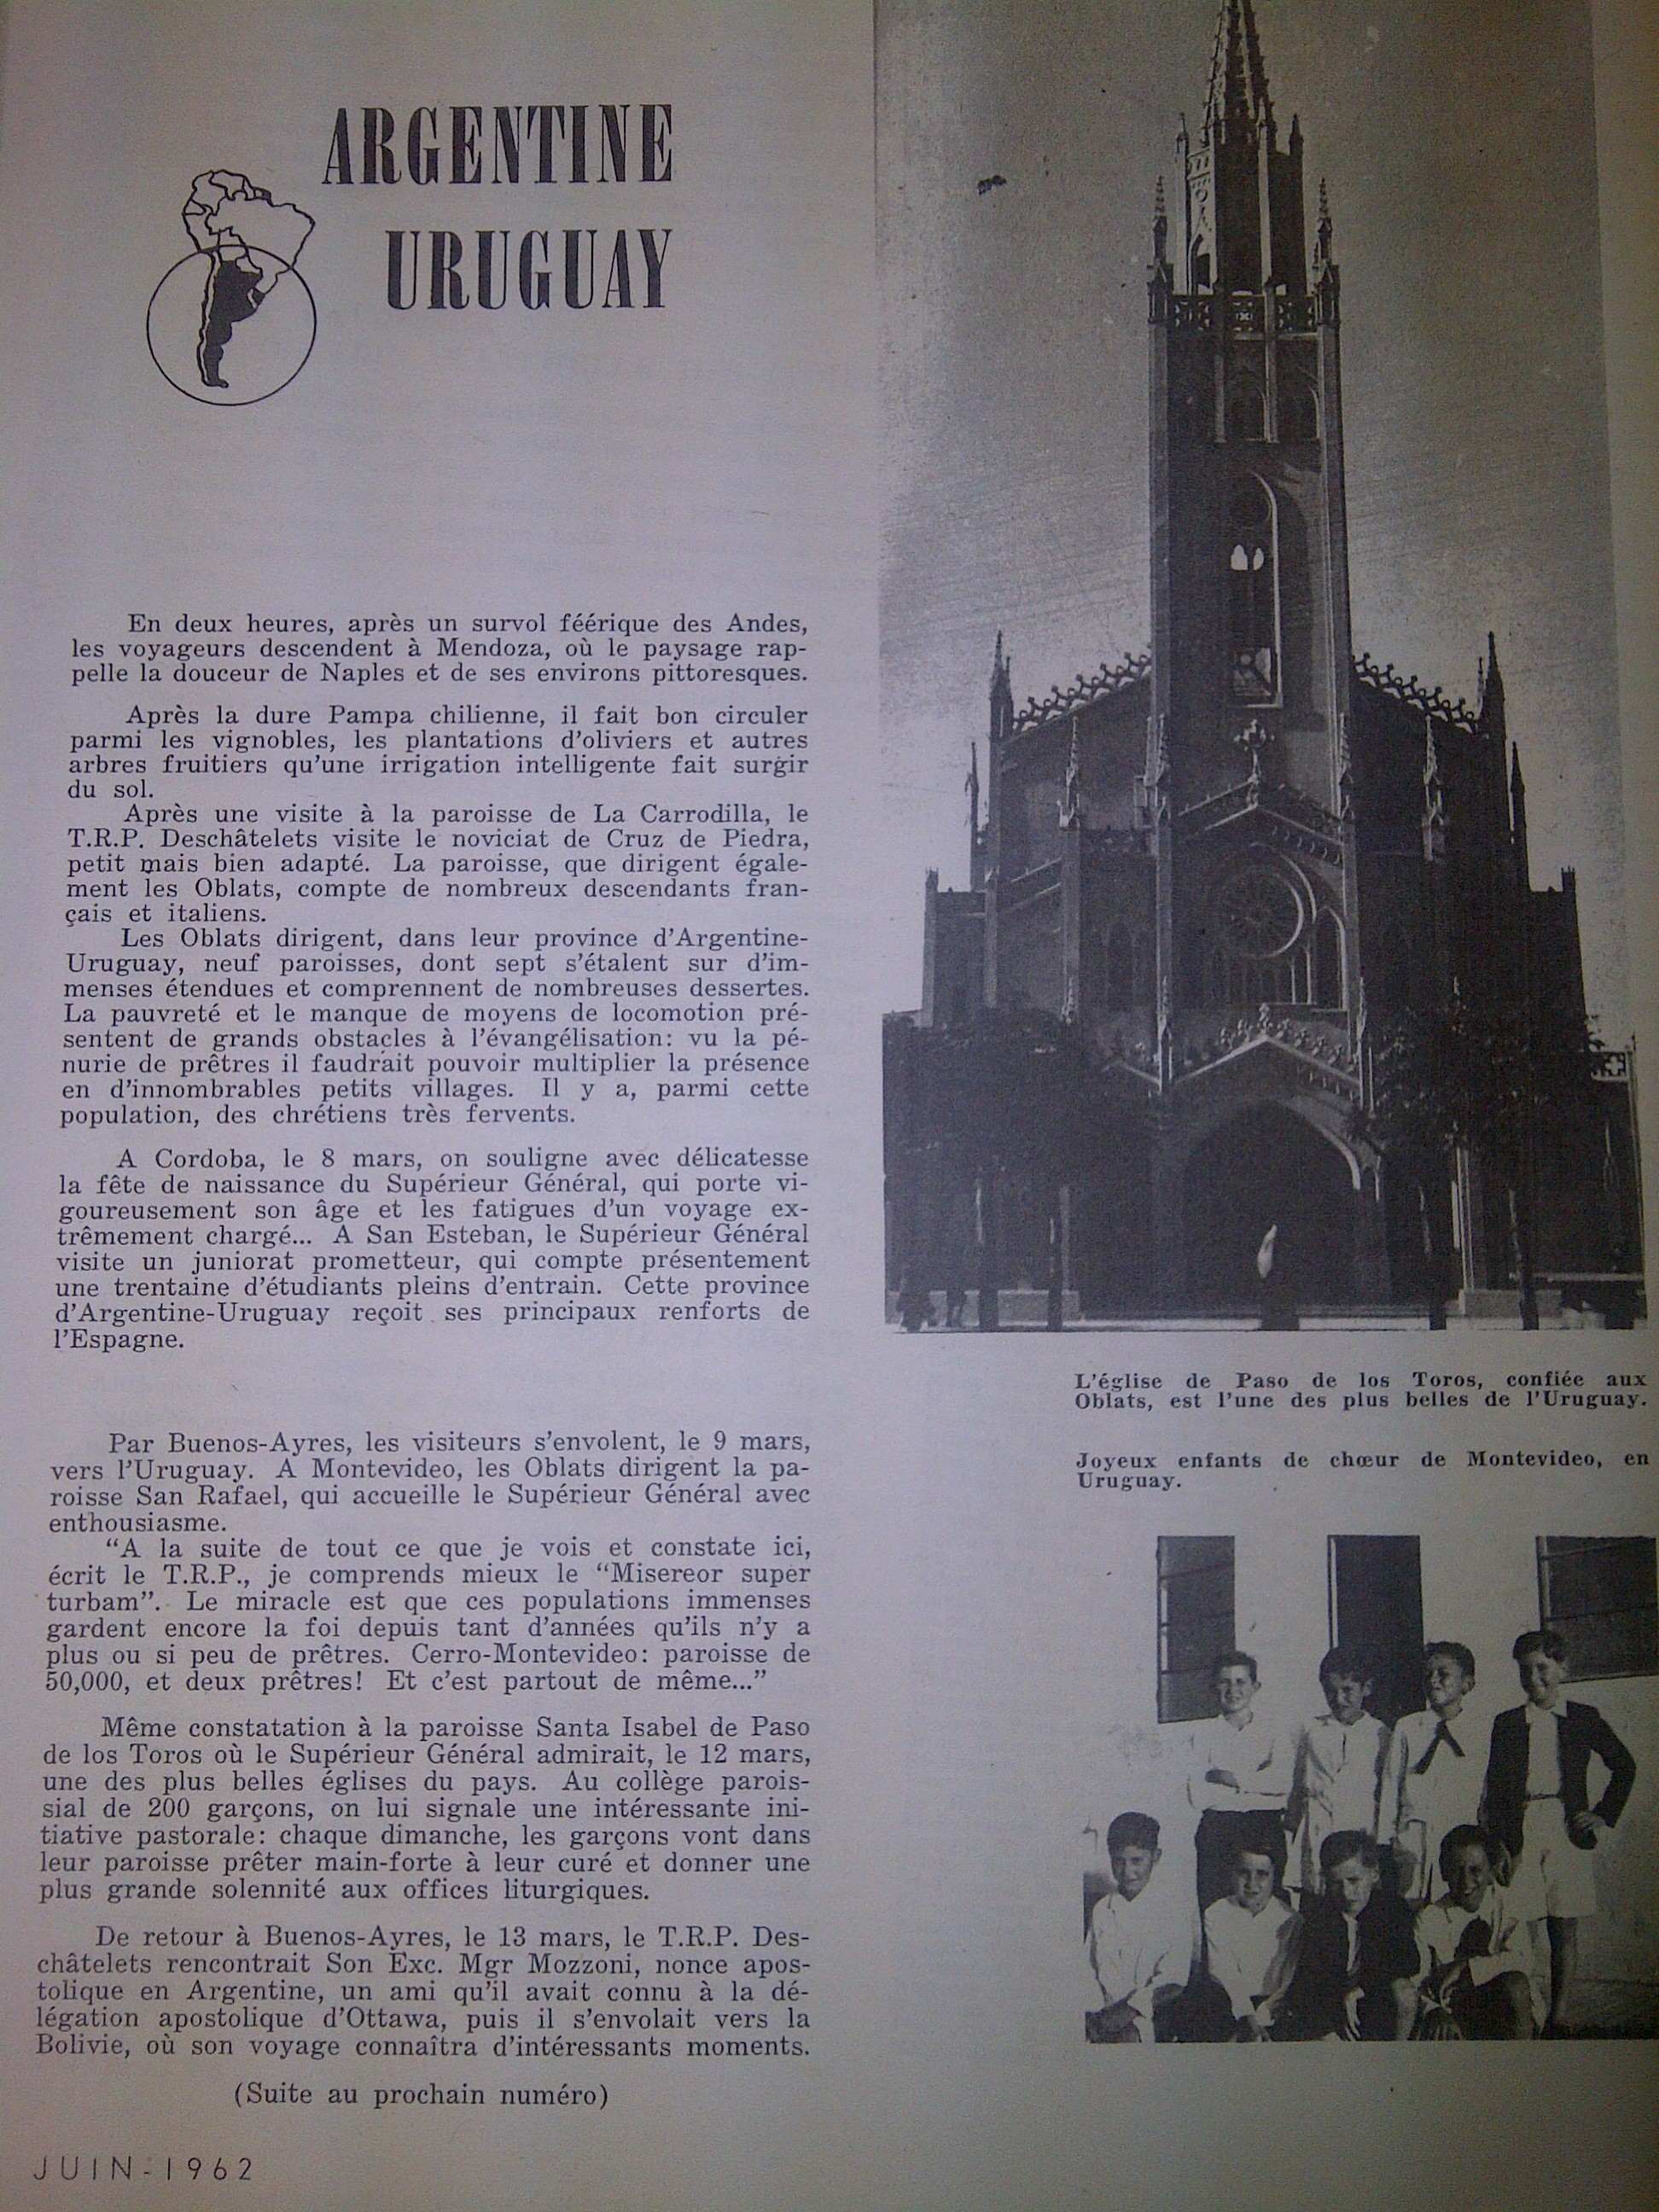 ARGENTINE
URUGUAY
En deux heures, après un survol féérique des Andes,
les voyageurs descendent à Mendoza, où le paysage rap-
pelle la douceur de Naples et de ses environs pittoresques.
Après la dure Pampa chilienne, il fait bon circuler
parmi les vignobles, les plantations d'oliviers et autres
arbres fruitiers qu'une irrigation intelligente fait surgir
du sol.
Après une visite à la paroisse de La Carrodilla, le
T.R.P. Deschâtelets visite le noviciat de Cruz de Piedra,
petit mais bien adapté. La paroisse, que dirigent égale-
ment les Oblats, compte de nombreux descendants fran-
çais et italiens.
Les Oblats dirigent, dans leur province d'Argentine-
Uruguay, neuf paroisses, dont sept s'étalent sur d'im-
menses étendues et comprennent de nombreuses dessertes.
La pauvreté et le manque de moyens de locomotion pré-
sentent de grands obstacles à l'évangélisation: vu la pé-
nurie de prêtres il faudrait pouvoir multiplier la présence
en d'innombrables petits villages. Il y a, parmi cette
population, des chrétiens très fervents.
A Cordoba, le 8 mars, on souligne avec délicatesse
la fête de naissance du Supérieur Général, qui porte vi-
goureusement son âge et les fatigues d'un voyage ex-
trêmement chargé... A San Esteban, le Supérieur Général
visite un juniorat prometteur, qui compte présentement
une trentaine d'étudiants pleins d'entrain. Cette province
d'Argentine-Uruguay reçoit ses principaux renforts de
l'Espagne.
Par Buenos-Ayres, les visiteurs s'envolent, le 9 mars,
vers l'Uruguay. A Montevideo, les Oblats dirigent la pa-
roisse San Rafael, qui accueille le Supérieur Général avec
enthousiasme.
"A la suite de tout ce que je vois et constate ici,
écrit le T.R.P., je comprends mieux le "Misereor super
turbam". Le miracle est que ces populations immenses
gardent encore la foi depuis tant d'années qu'ils n'y a
plus ou si peu de prêtres. Cerro-Montevideo: paroisse de
50,000, et deux prêtres! Et c'est partout de même..."
Même constatation à la paroisse Santa Isabel de Paso
de los Toros où le Supérieur Général admirait, le 12 mars,
une des plus belles églises du pays. Au collège parois-
sial de 200 garçons, on lui signale une intéressante ini-
tiative pastorale: chaque dimanche, les garçons vont dans
leur paroisse prêter main-forte à leur curé et donner une
plus grande solennité aux offices liturgiques.
De retour à Buenos-Ayres, le 13 mars, le T.R.P. Des-
châtelets rencontrait Son Exc. Mgr Mozzoni, nonce apos-
tolique en Argentine, un ami qu'il avait connu à la dé-
légation apostolique d'Ottawa, puis il s'envolait vers la
Bolivie, où son voyage connaîtra d'intéressants moments.
(Suite au prochain numéro)
JUIN-1962
L'église de Paso de los Toros, confiée aux
Oblats, est l'une des plus belles de l'Uruguay.
Joyeux enfants de chœur de Montevideo, en
Uruguay.